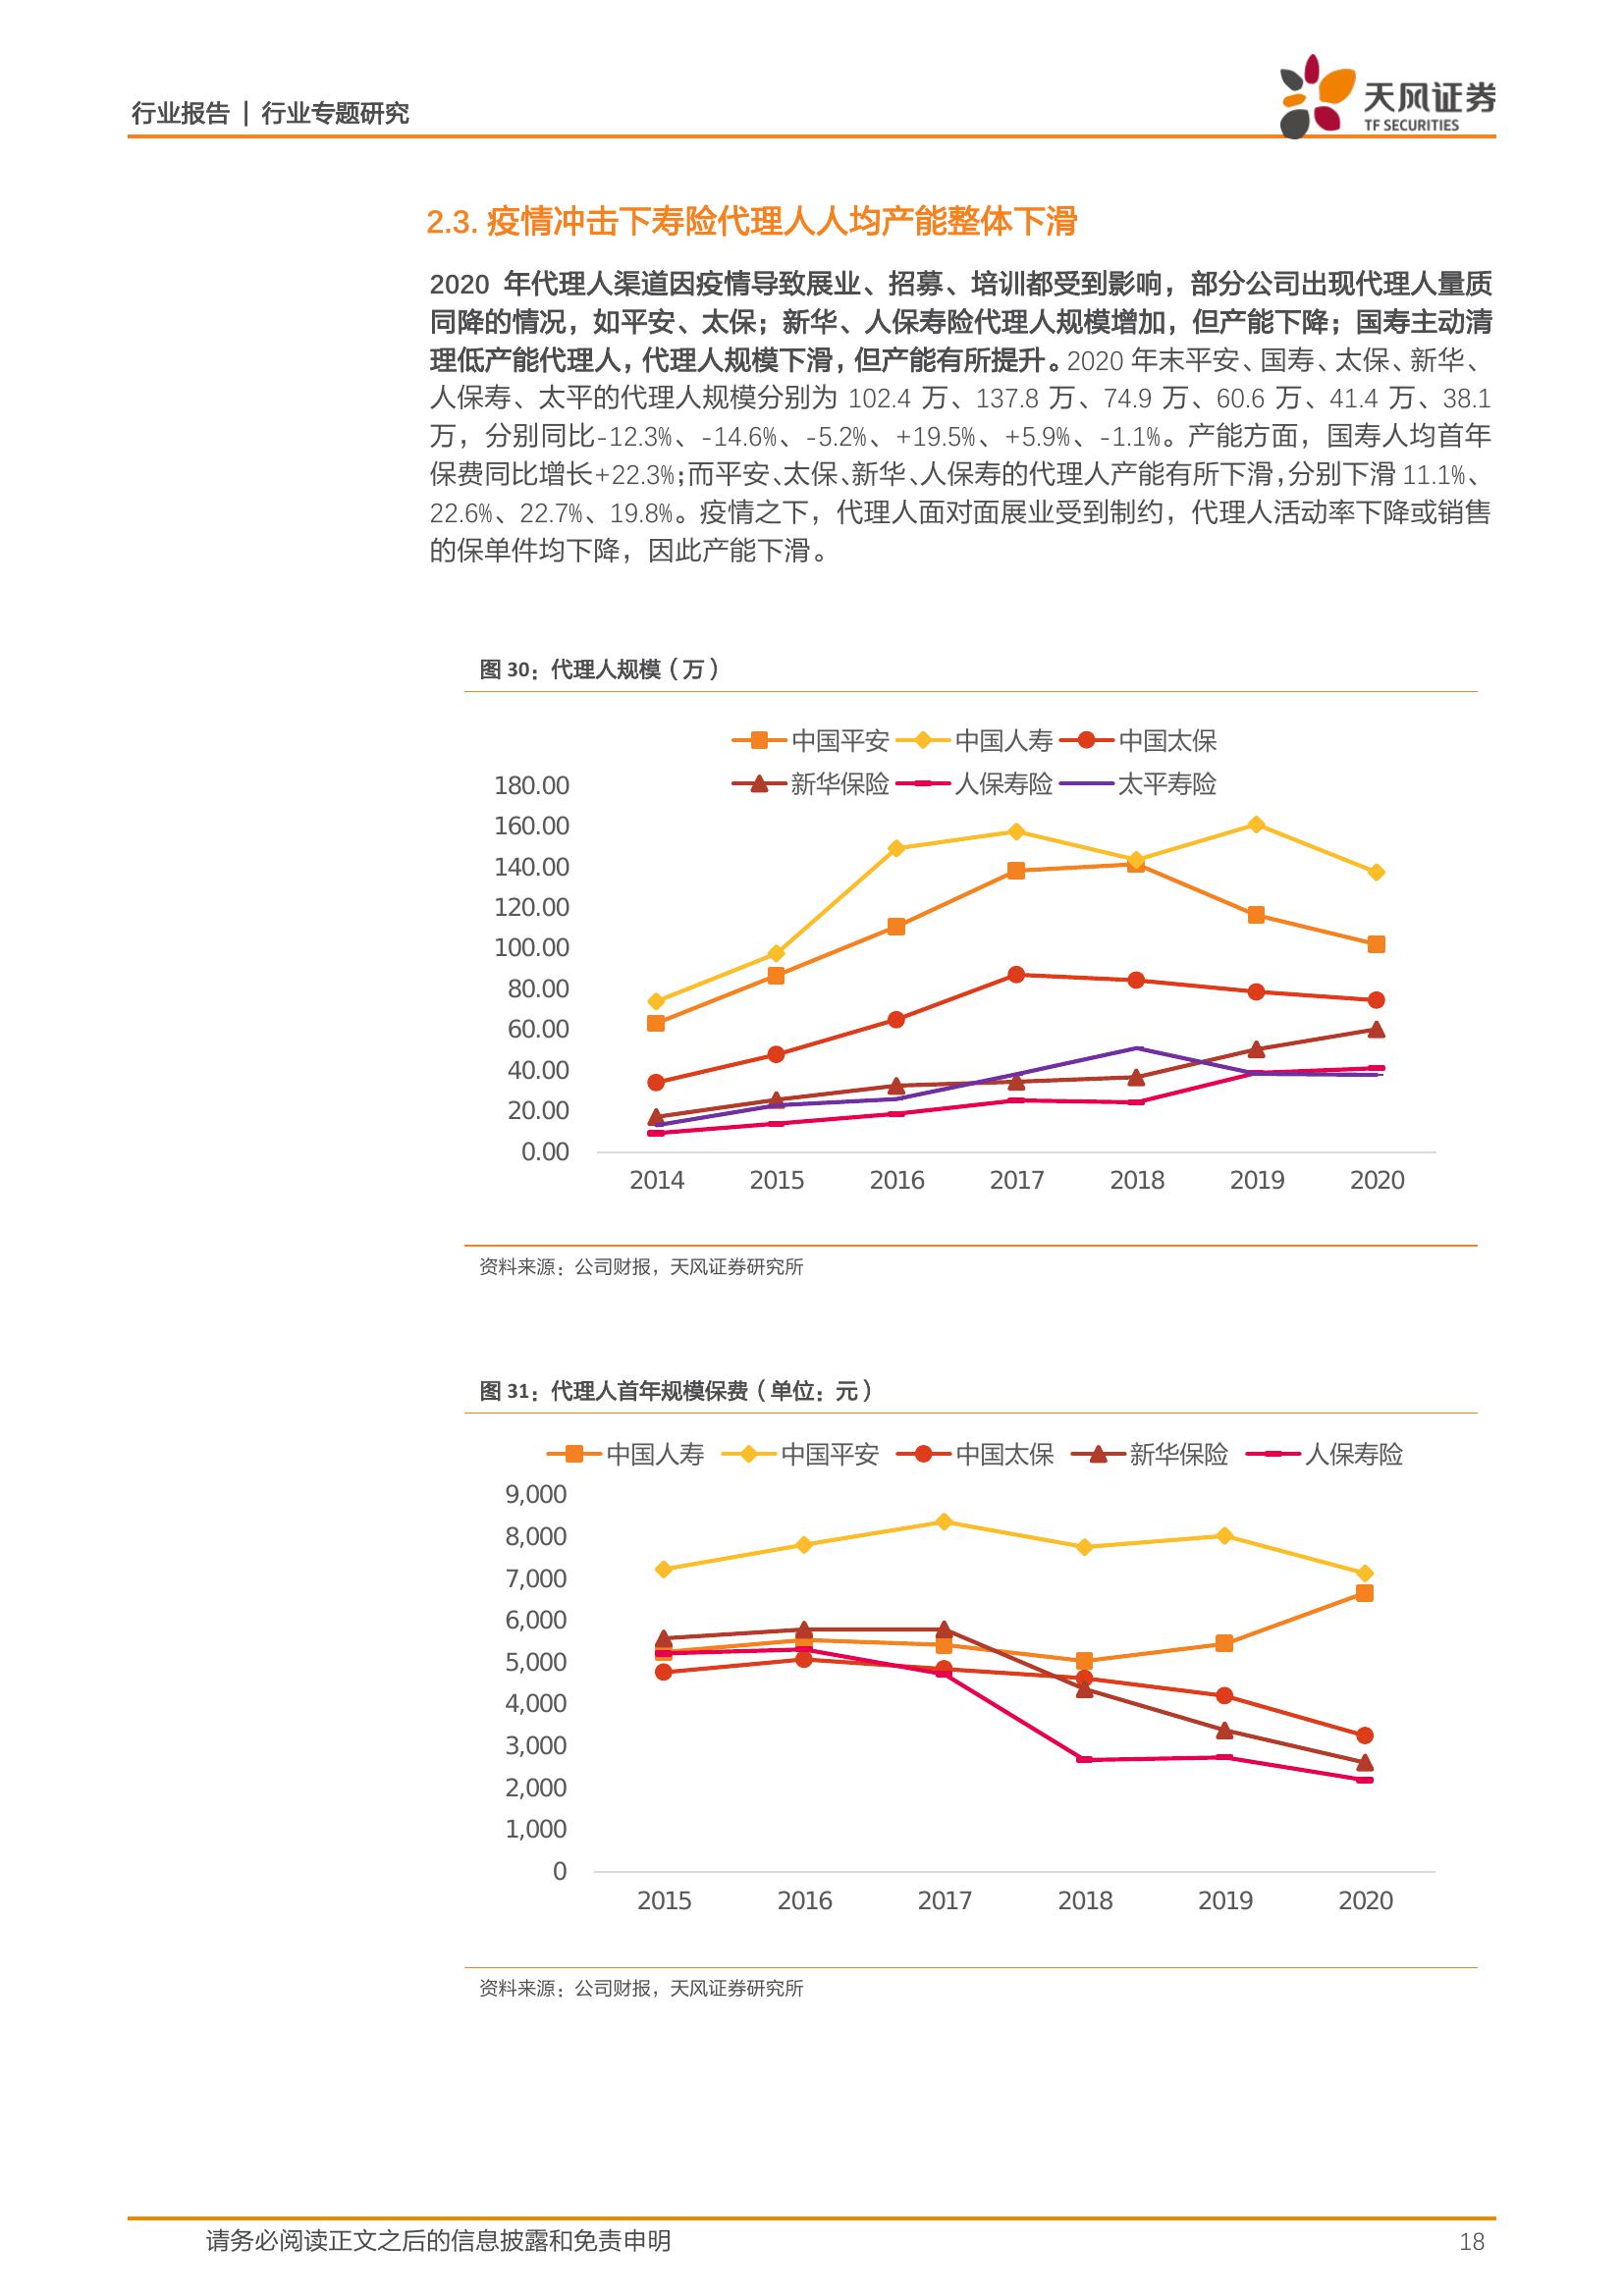 行业报告 | 行业专题研究
天风证券
TF SECURITIES
2.3. 疫情冲击下寿险代理人人均产能整体下滑
2020 年代理人渠道因疫情导致展业、招募、培训都受到影响，部分公司出现代理人量质
同降的情况，如平安、太保；新华、人保寿险代理人规模增加，但产能下降；国寿主动清
理低产能代理人，代理人规模下滑，但产能有所提升。2020 年末平安、国寿、太保、新华、
人保寿、太平的代理人规模分别为 102.4 万、137.8 万、74.9 万、60.6 万、41.4 万、38.1
万，分别同比-12.3%、-14.6%、-5.2%、+19.5%、+5.9%、-1.1%。产能方面，国寿人均首年
保费同比增长+22.3%；而平安、太保、新华、人保寿的代理人产能有所下滑，分别下滑 11.1%、
22.6%、22.7%、19.8%。疫情之下，代理人面对面展业受到制约，代理人活动率下降或销售
的保单件均下降，因此产能下滑。
图 30：代理人规模（万）
中国平安 中国人寿 中国太保
新华保险 人保寿险 太平寿险
180.00
160.00
140.00
120.00
100.00
80.00
60.00
40.00
20.00
0.00
2014 2015 2016 2017 2018 2019 2020
资料来源：公司财报，天风证券研究所
图 31：代理人首年规模保费（单位：元）
中国人寿 中国平安 中国太保 新华保险 人保寿险
9,000
8,000
7,000
6,000
5,000
4,000
3,000
2,000
1,000
0
2015 2016 2017 2018 2019 2020
资料来源：公司财报，天风证券研究所
请务必阅读正文之后的信息披露和免责申明 18